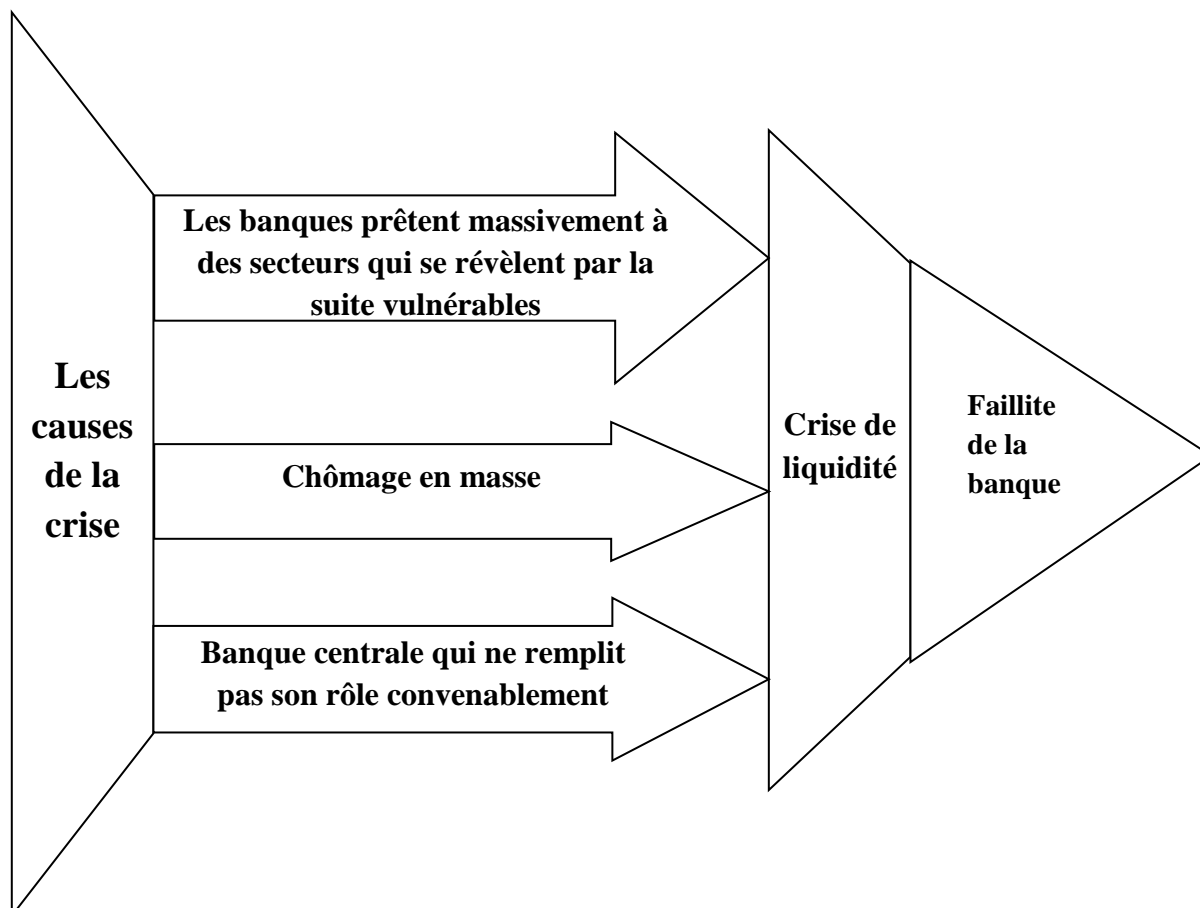 Les
causes
de la
crise
Les banques prêtent massivement à
des secteurs qui se révèlent par la
suite vulnérables
Chômage en masse
Banque centrale qui ne remplit
pas son rôle convenablement
Crise de
liquidité
Faillite
de la
banque